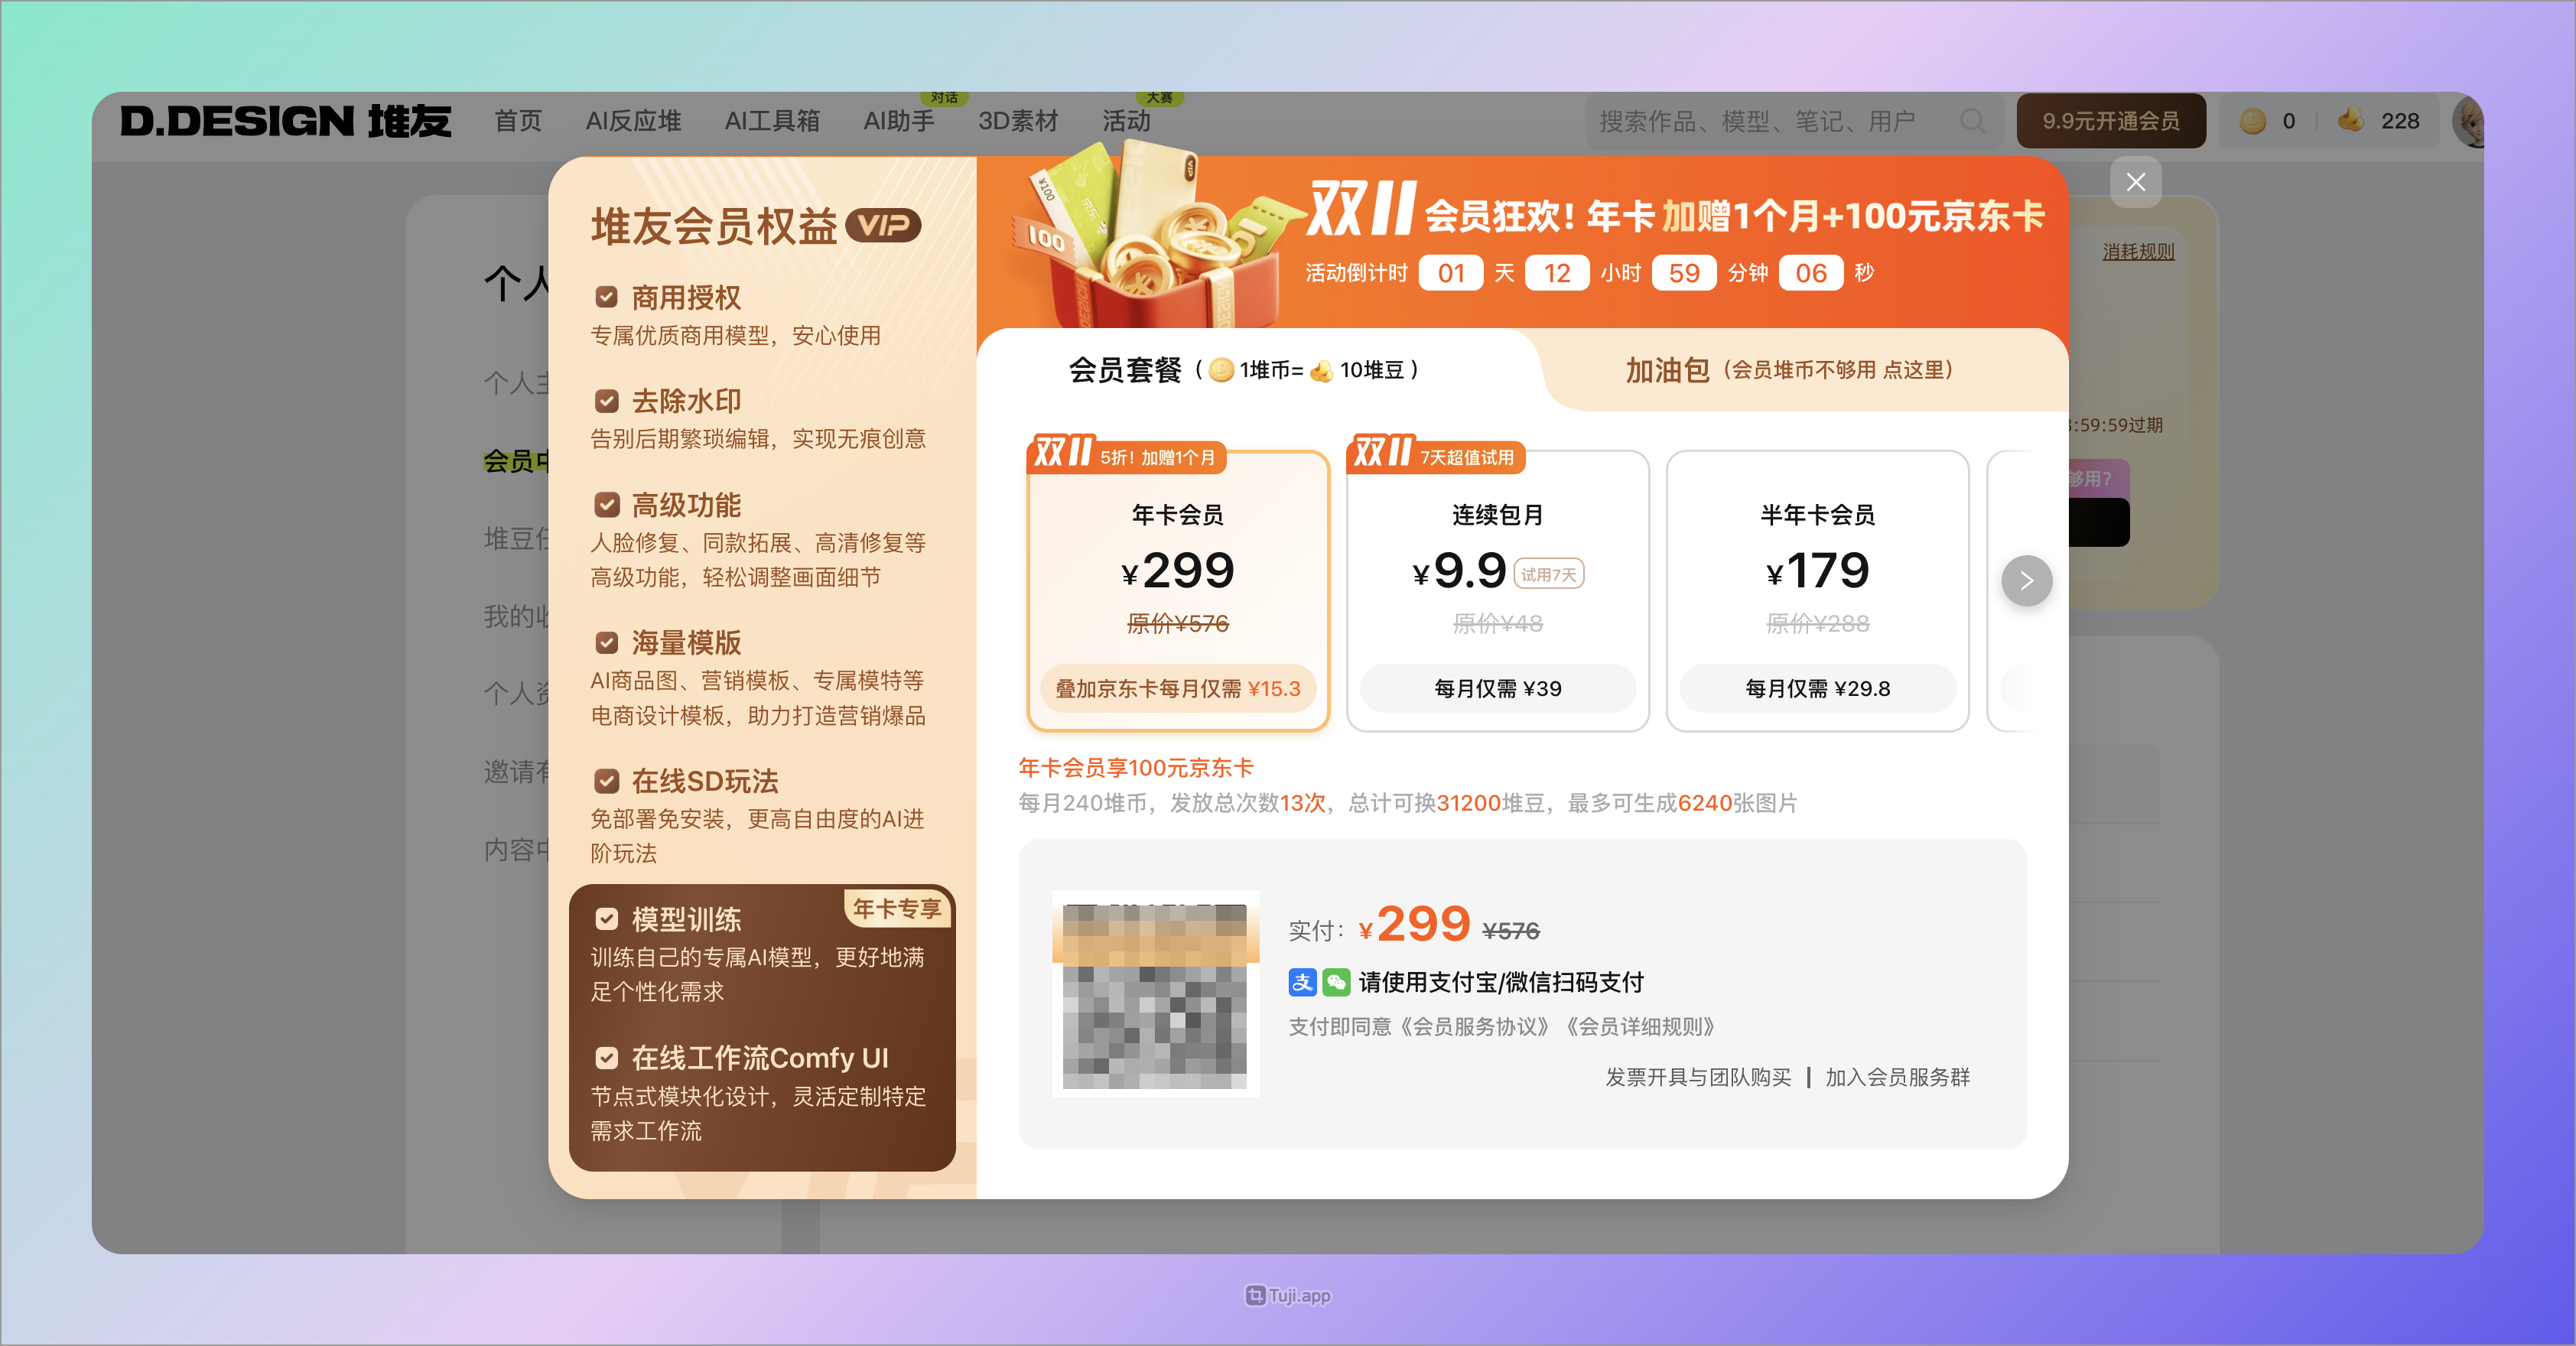 D.DESIGN 堆友
首页
AI反应堆
AI工具箱
AI助手
对话
3D素材
活动
大赛
搜索作品、模型、笔记、用户
9.9元开通会员
0
228
个人
会员中
消耗规则
:59:59过期
够用?
堆友会员权益 VIP
商用授权
专属优质商用模型，安心使用
去除水印
告别后期繁琐编辑，实现无痕创意
高级功能
人脸修复、同款拓展、高清修复等
高级功能，轻松调整画面细节
海量模版
AI商品图、营销模板、专属模特等
电商设计模板，助力打造营销爆品
在线SD玩法
免部署免安装，更高自由度的AI进
阶玩法
模型训练
年卡专享
训练自己的专属AI模型，更好地满
足个性化需求
在线工作流Comfy UI
节点式模块化设计，灵活定制特定
需求工作流
¥100
VIP
100
双11 会员狂欢！年卡 加赠1个月+100元京东卡
活动倒计时 01 天 12 小时 59 分钟 06 秒
会员套餐（ 1堆币= 10堆豆 ）
加油包（会员堆币不够用 点这里）
双11 5折！加赠1个月
年卡会员
¥299
原价¥576
叠加京东卡每月仅需 ¥15.3
双11 7天超值试用
连续包月
¥9.9 试用7天
原价¥48
每月仅需 ¥39
半年卡会员
¥179
原价¥288
每月仅需 ¥29.8
年卡会员享100元京东卡
每月240堆币，发放总次数13次，总计可换31200堆豆，最多可生成6240张图片
实付：¥299 ¥576
支 请使用支付宝/微信扫码支付
支付即同意《会员服务协议》《会员详细规则》
发票开具与团队购买 | 加入会员服务群
个人主
堆豆任
我的收
个人资
邀请有
内容中
Tuji.app